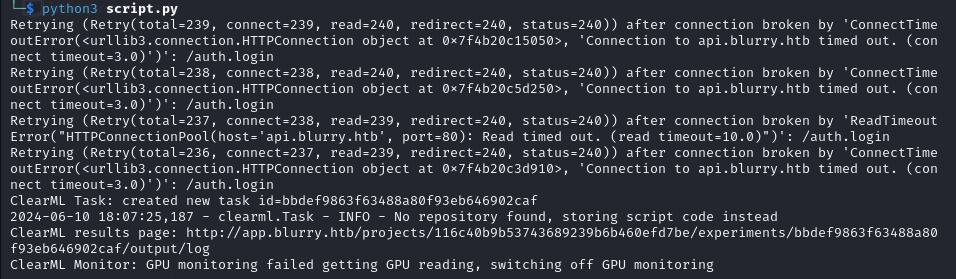 └─$ python3 script.py
Retrying (Retry(total=239, connect=239, read=240, redirect=240, status=240)) after connection broken by 'ConnectTime
outError(<urllib3.connection.HTTPConnection object at 0×7f4b20c15050>, 'Connection to api.blurry.htb timed out. (con
nect timeout=3.0)')': /auth.login
Retrying (Retry(total=238, connect=238, read=240, redirect=240, status=240)) after connection broken by 'ConnectTime
outError(<urllib3.connection.HTTPConnection object at 0×7f4b20c5d250>, 'Connection to api.blurry.htb timed out. (con
nect timeout=3.0)')': /auth.login
Retrying (Retry(total=237, connect=238, read=239, redirect=240, status=240)) after connection broken by 'ReadTimeout
Error("HTTPConnectionPool(host='api.blurry.htb', port=80): Read timed out. (read timeout=10.0)")': /auth.login
Retrying (Retry(total=236, connect=237, read=239, redirect=240, status=240)) after connection broken by 'ConnectTime
outError(<urllib3.connection.HTTPConnection object at 0×7f4b20c3d910>, 'Connection to api.blurry.htb timed out. (con
nect timeout=3.0)')': /auth.login
ClearML Task: created new task id=bbdef9863f63488a80f93eb646902caf
2024-06-10 18:07:25,187 - clearml.Task - INFO - No repository found, storing script code instead
ClearML results page: http://app.blurry.htb/projects/116c40b9b53743689239b6b460efd7be/experiments/bbdef9863f63488a80
f93eb646902caf/output/log
ClearML Monitor: GPU monitoring failed getting GPU reading, switching off GPU monitoring